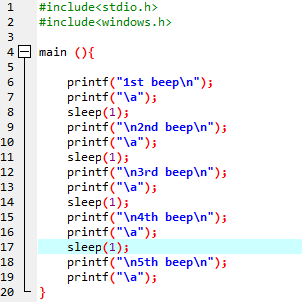 1 #include<stdio.h>
2 #include<windows.h>
3
4 main (){
5
6 printf("1st beep\n");
7 printf("\a");
8 sleep(1);
9 printf("\n2nd beep\n");
10 printf("\a");
11 sleep(1);
12 printf("\n3rd beep\n");
13 printf("\a");
14 sleep(1);
15 printf("\n4th beep\n");
16 printf("\a");
17 sleep(1);
18 printf("\n5th beep\n");
19 printf("\a");
20 }